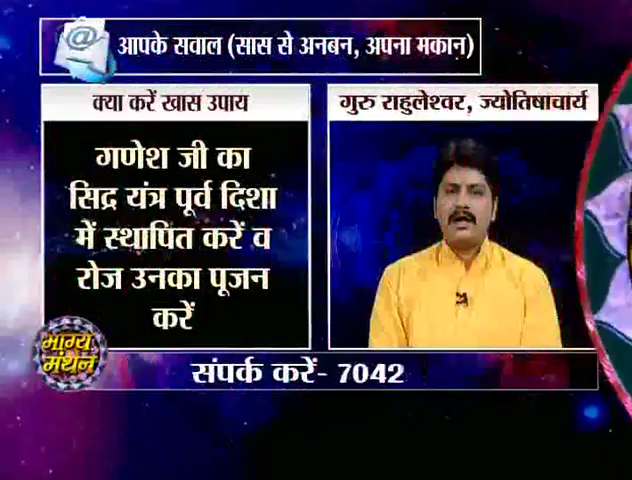 आपके सवाल (सास से अनबन, अपना मकान)
क्या करें खास उपाय
गुरु राहुलेश्वर, ज्योतिषाचार्य
गणेश जी का
सिद्र यंत्र पूर्व दिशा
में स्थापित करें व
रोज उनका पूजन
करें
भाग्य
मंथन
संपर्क करें- 7042